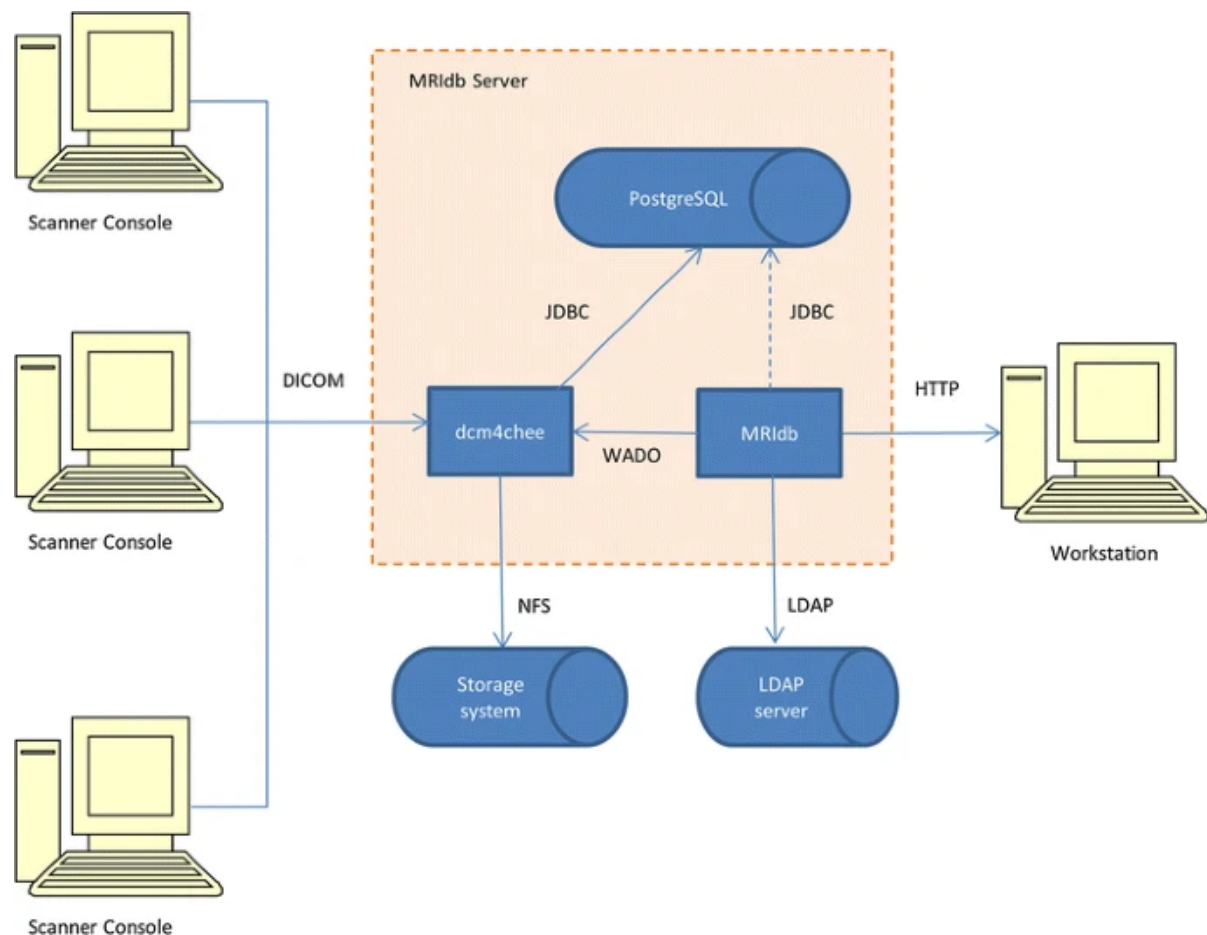 MRIdb Server
PostgreSQL
Scanner Console
JDBC
JDBC
DICOM
HTTP
dcm4chee
MRIdb
WADO
Scanner Console
Workstation
NFS
LDAP
Storage
system
LDAP
server
Scanner Console